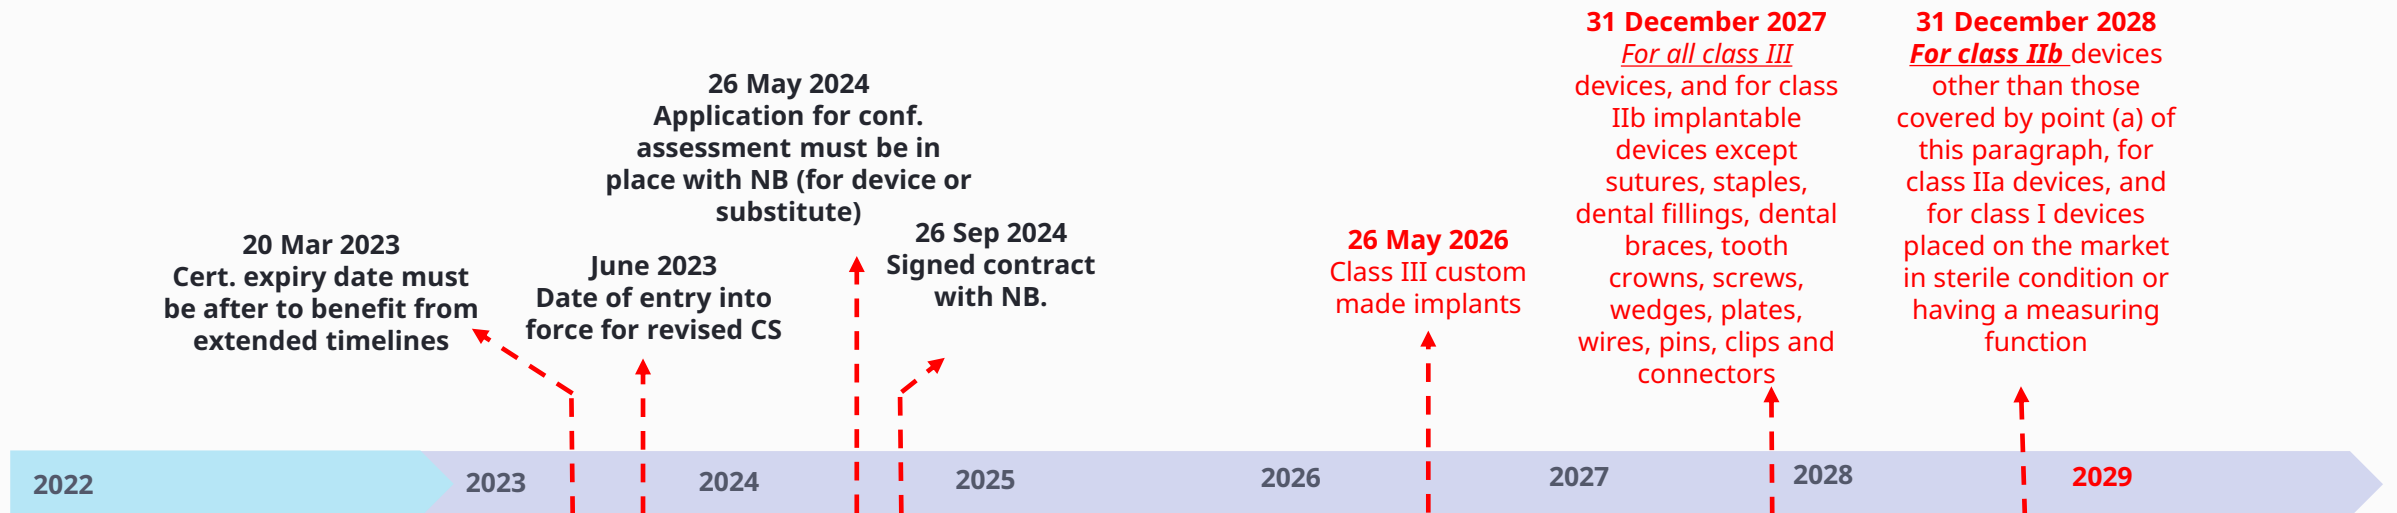 20 Mar 2023
Cert. expiry date must
be after to benefit from
extended timelines
June 2023
Date of entry into
force for revised CS
26 May 2024
Application for conf.
assessment must be in
place with NB (for device or
substitute)
26 Sep 2024
Signed contract
with NB.
26 May 2026
Class III custom
made implants
31 December 2027
For all class III
devices, and for class
IIb implantable
devices except
sutures, staples,
dental fillings, dental
braces, tooth
crowns, screws,
wedges, plates,
wires, pins, clips and
connectors
31 December 2028
For class IIb devices
other than those
covered by point (a) of
this paragraph, for
class IIa devices, and
for class I devices
placed on the market
in sterile condition or
having a measuring
function
2022
2023
2024
2025
2026
2027
2028
2029